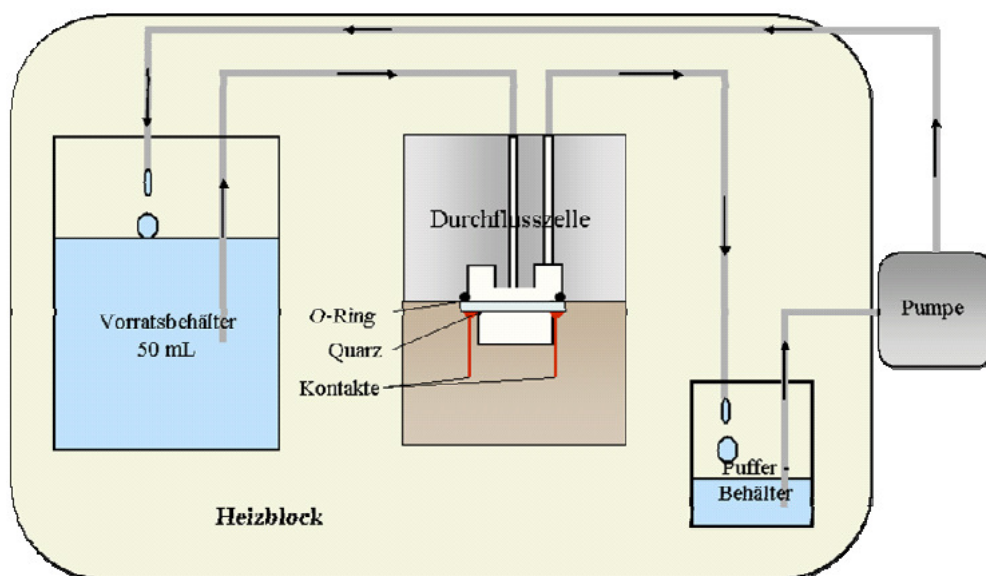 Durchflusszelle
Vorratsbehälter
50 mL
O-Ring
Quarz
Kontakte
Pumpe
Puffer -
Behälter
Heizblock